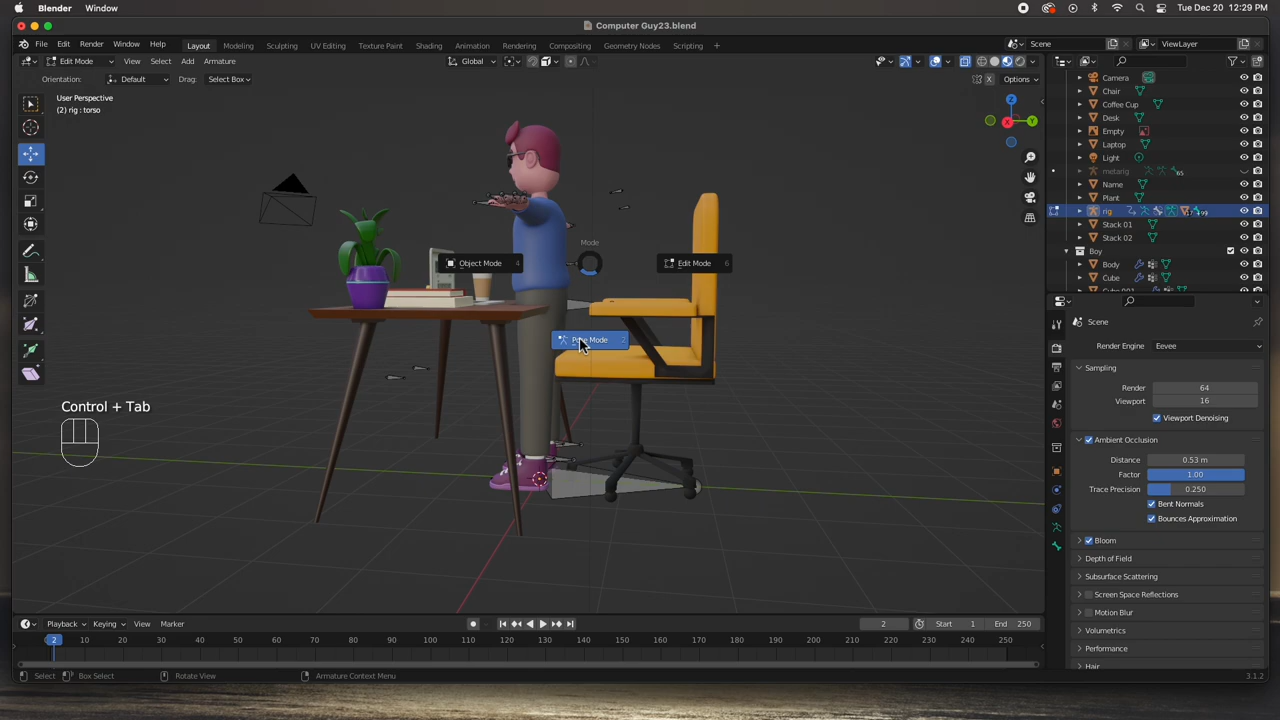 Blender Window Tue Dec 20 12:29 PM
Computer Guy23.blend
File Edit Render Window Help Layout Modeling Sculpting UV Editing Texture Paint Shading Animation Rendering Compositing Geometry Nodes Scripting + Scene ViewLayer
Edit Mode View Select Add Armature Global
Orientation: Default Drag: Select Box X Options
User Perspective
(2) rig : torso
Z
X
Y
Mode
Object Mode 4
Edit Mode 6
Pose Mode 2
Control + Tab
Camera
Chair
Coffee Cup
Desk
Empty
Laptop
Light
metarig 65
Name
Plant
rig
Stack 01
Stack 02
Boy
Body
Cube
Cube.001
Scene
Render Engine Eevee
Sampling
Render 64
Viewport 16
Viewport Denoising
Ambient Occlusion
Distance 0.53 m
Factor 1.00
Trace Precision 0.250
Bent Normals
Bounces Approximation
Bloom
Depth of Field
Subsurface Scattering
Screen Space Reflections
Motion Blur
Volumetrics
Performance
Hair
Playback Keying View Marker 2 Start 1 End 250
2 10 20 30 40 50 60 70 80 90 100 110 120 130 140 150 160 170 180 190 200 210 220 230 240 250
Select Box Select Rotate View Armature Context Menu 3.1.2